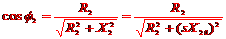 cos ϕ₂ = R₂ / √(R₂² + X₂²) = R₂ / √(R₂² + (sX₂₀)²)